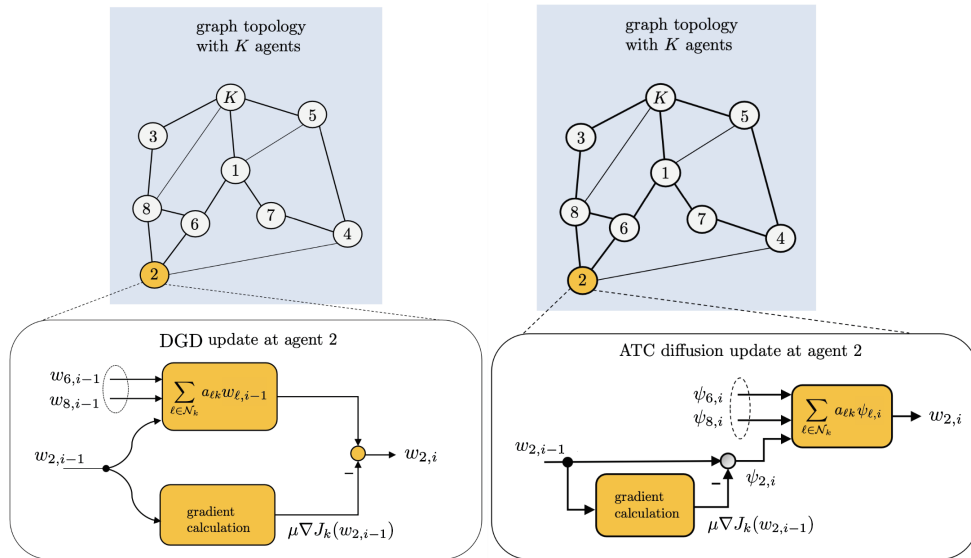 graph topology
with K agents
K
5
3
1
8
7
6
4
2
DGD update at agent 2
w_{6,i−1}
w_{8,i−1}
∑_{ℓ∈𝒩_k} a_{ℓk} w_{ℓ,i−1}
w_{2,i−1}
w_{2,i}
−
gradient
calculation
μ∇J_k(w_{2,i−1})
graph topology
with K agents
K
5
3
1
8
7
6
4
2
ATC diffusion update at agent 2
ψ_{6,i}
ψ_{8,i}
∑_{ℓ∈𝒩_k} a_{ℓk} ψ_{ℓ,i}
w_{2,i}
w_{2,i−1}
ψ_{2,i}
−
gradient
calculation
μ∇J_k(w_{2,i−1})